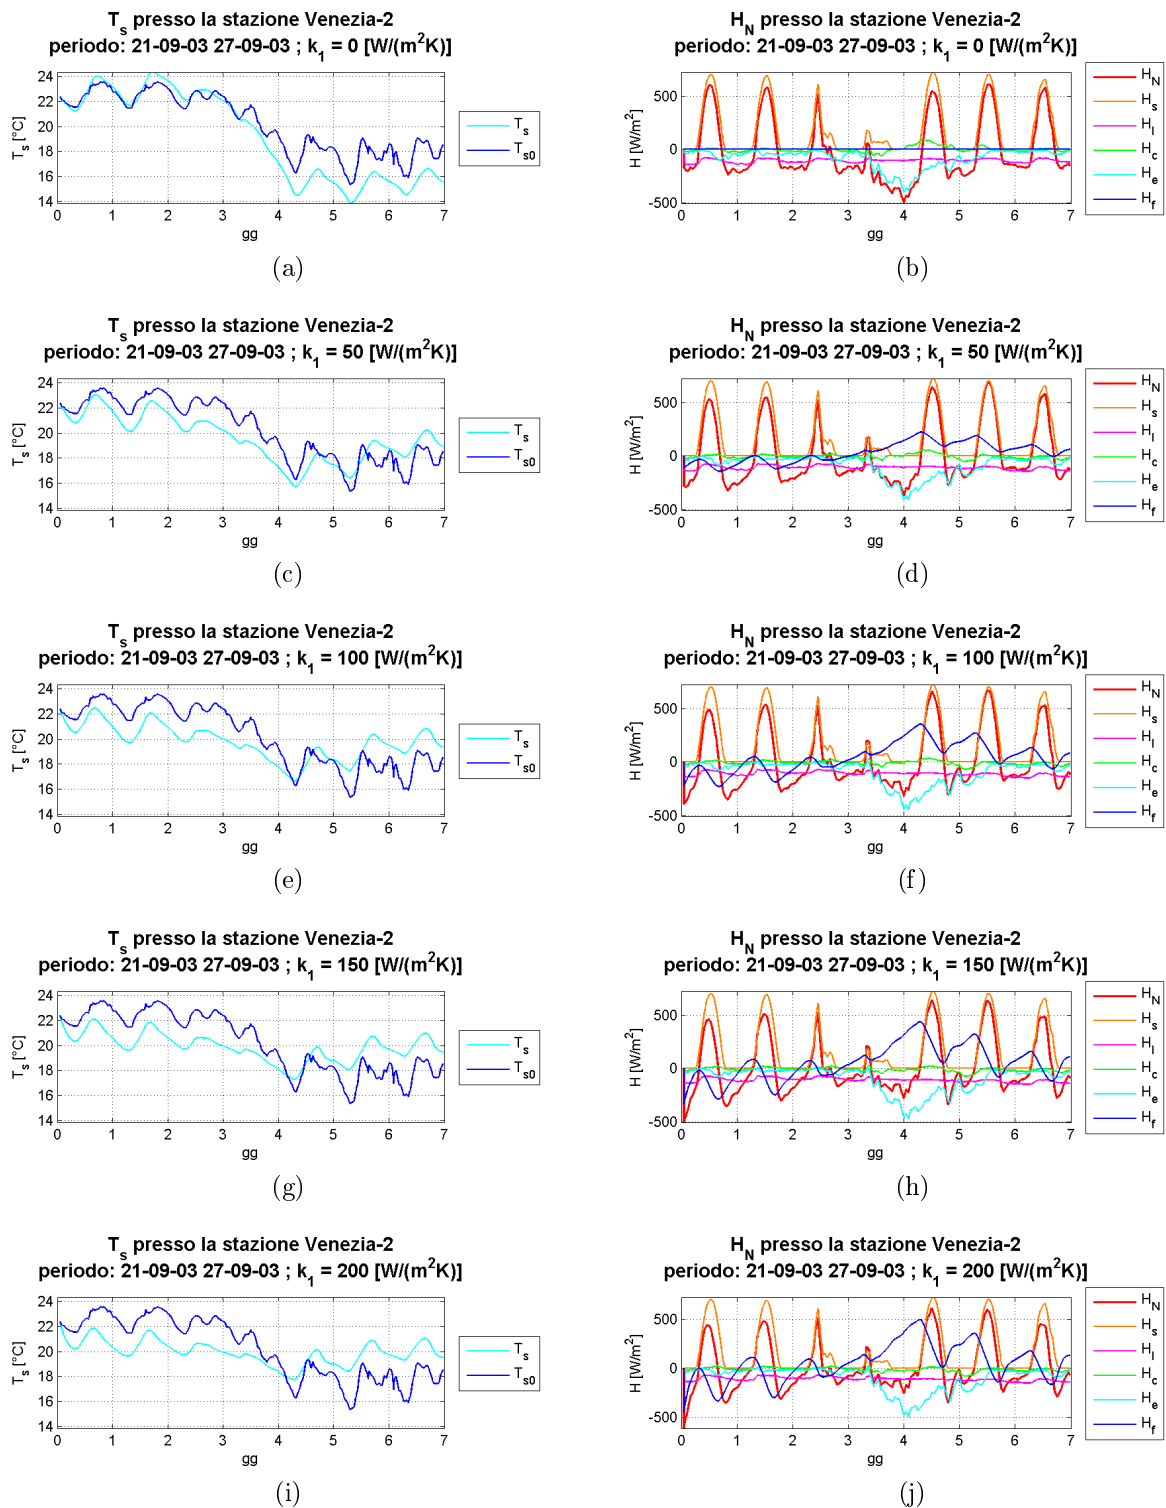 T_s presso la stazione Venezia-2
periodo: 21-09-03 27-09-03 ; k_1 = 0 [W/(m^2K)]
24
22
20
18
16
14
T_s [°C]
0 1 2 3 4 5 6 7
gg
T_s
T_s0
(a)
H_N presso la stazione Venezia-2
periodo: 21-09-03 27-09-03 ; k_1 = 0 [W/(m^2K)]
500
0
-500
H [W/m^2]
0 1 2 3 4 5 6 7
gg
H_N
H_s
H_l
H_c
H_e
H_f
(b)
T_s presso la stazione Venezia-2
periodo: 21-09-03 27-09-03 ; k_1 = 50 [W/(m^2K)]
24
22
20
18
16
14
T_s [°C]
0 1 2 3 4 5 6 7
gg
T_s
T_s0
(c)
H_N presso la stazione Venezia-2
periodo: 21-09-03 27-09-03 ; k_1 = 50 [W/(m^2K)]
500
0
-500
H [W/m^2]
0 1 2 3 4 5 6 7
gg
H_N
H_s
H_l
H_c
H_e
H_f
(d)
T_s presso la stazione Venezia-2
periodo: 21-09-03 27-09-03 ; k_1 = 100 [W/(m^2K)]
24
22
20
18
16
14
T_s [°C]
0 1 2 3 4 5 6 7
gg
T_s
T_s0
(e)
H_N presso la stazione Venezia-2
periodo: 21-09-03 27-09-03 ; k_1 = 100 [W/(m^2K)]
500
0
-500
H [W/m^2]
0 1 2 3 4 5 6 7
gg
H_N
H_s
H_l
H_c
H_e
H_f
(f)
T_s presso la stazione Venezia-2
periodo: 21-09-03 27-09-03 ; k_1 = 150 [W/(m^2K)]
24
22
20
18
16
14
T_s [°C]
0 1 2 3 4 5 6 7
gg
T_s
T_s0
(g)
H_N presso la stazione Venezia-2
periodo: 21-09-03 27-09-03 ; k_1 = 150 [W/(m^2K)]
500
0
-500
H [W/m^2]
0 1 2 3 4 5 6 7
gg
H_N
H_s
H_l
H_c
H_e
H_f
(h)
T_s presso la stazione Venezia-2
periodo: 21-09-03 27-09-03 ; k_1 = 200 [W/(m^2K)]
24
22
20
18
16
14
T_s [°C]
0 1 2 3 4 5 6 7
gg
T_s
T_s0
(i)
H_N presso la stazione Venezia-2
periodo: 21-09-03 27-09-03 ; k_1 = 200 [W/(m^2K)]
500
0
-500
H [W/m^2]
0 1 2 3 4 5 6 7
gg
H_N
H_s
H_l
H_c
H_e
H_f
(j)